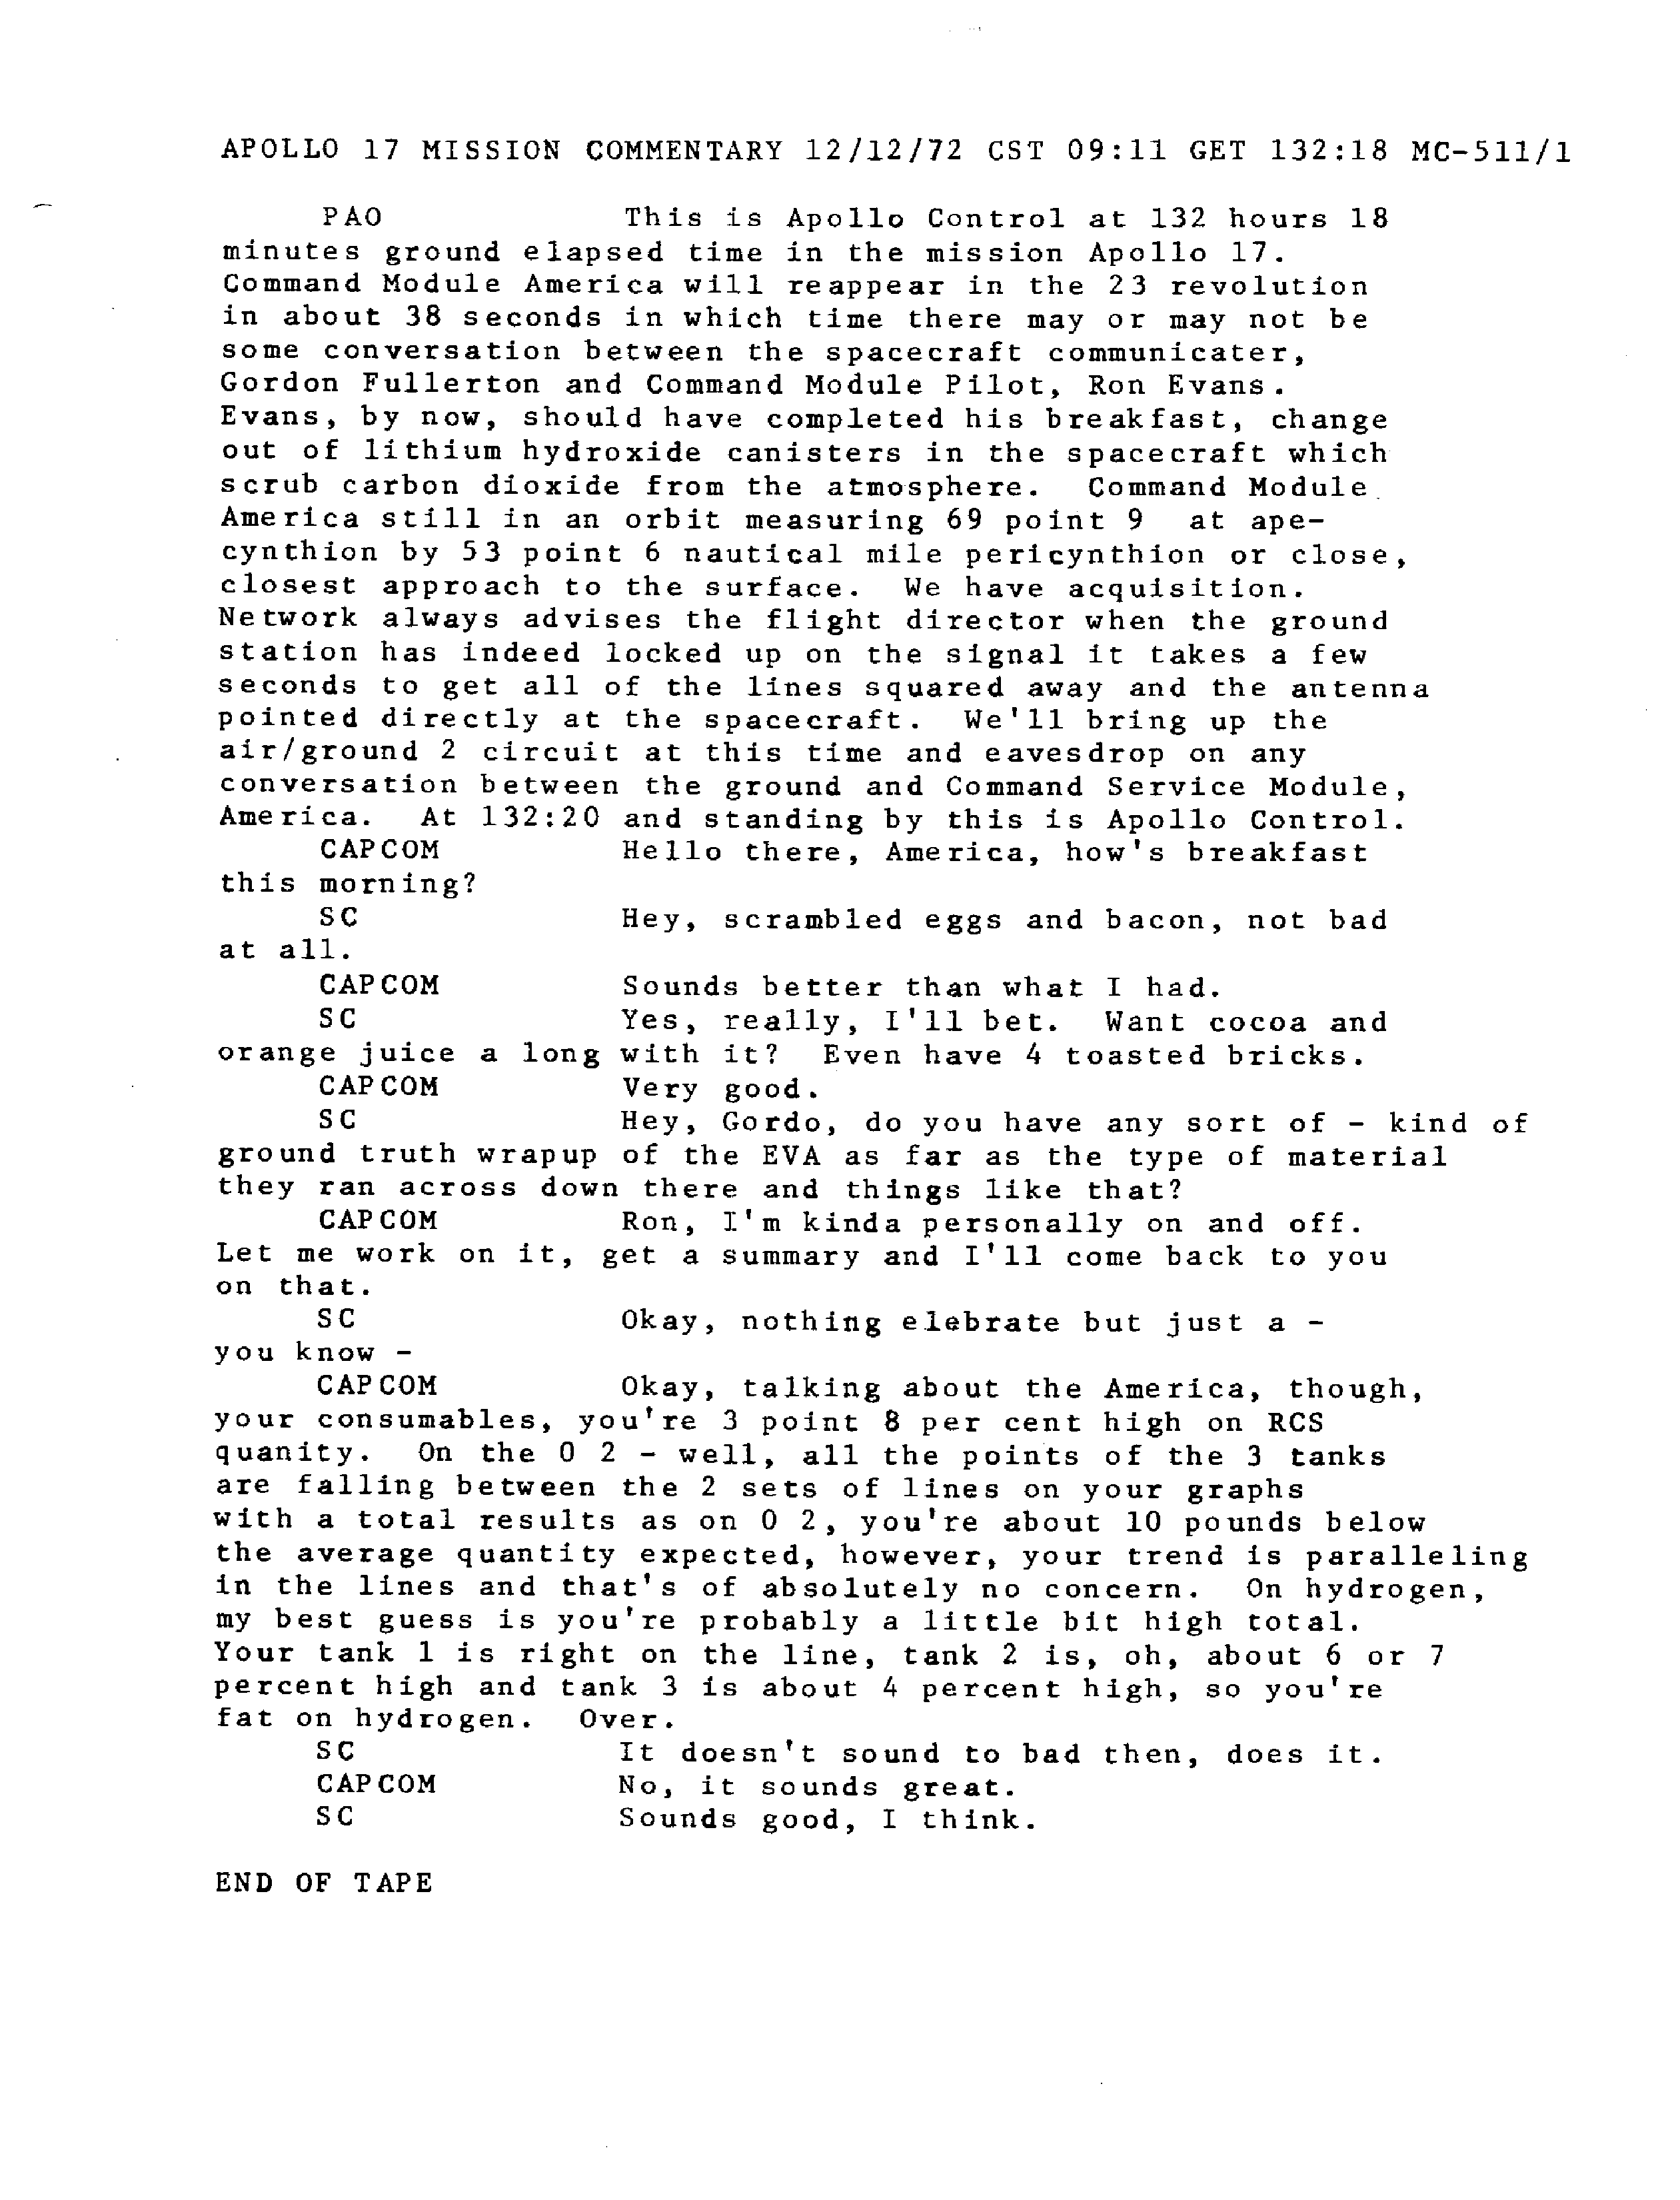 APOLLO 17 MISSION COMMENTARY 12/12/72 CST 09:11 GET 132:18 MC-511/1
PAO This is Apollo Control at 132 hours 18
minutes ground elapsed time in the mission Apollo 17.
Command Module America will reappear in the 23 revolution
in about 38 seconds in which time there may or may not be
some conversation between the spacecraft communicater,
Gordon Fullerton and Command Module Pilot, Ron Evans.
Evans, by now, should have completed his breakfast, change
out of lithium hydroxide canisters in the spacecraft which
scrub carbon dioxide from the atmosphere. Command Module
America still in an orbit measuring 69 point 9 at ape-
cynthion by 53 point 6 nautical mile pericynthion or close,
closest approach to the surface. We have acquisition.
Network always advises the flight director when the ground
station has indeed locked up on the signal it takes a few
seconds to get all of the lines squared away and the antenna
pointed directly at the spacecraft. We'll bring up the
air/ground 2 circuit at this time and eavesdrop on any
conversation between the ground and Command Service Module,
America. At 132:20 and standing by this is Apollo Control.
CAPCOM Hello there, America, how's breakfast
this morning?
SC Hey, scrambled eggs and bacon, not bad
at all.
CAPCOM Sounds better than what I had.
SC Yes, really, I'll bet. Want cocoa and
orange juice a long with it? Even have 4 toasted bricks.
CAPCOM Very good.
SC Hey, Gordo, do you have any sort of - kind of
ground truth wrapup of the EVA as far as the type of material
they ran across down there and things like that?
CAPCOM Ron, I'm kinda personally on and off.
Let me work on it, get a summary and I'll come back to you
on that.
SC Okay, nothing elebrate but just a -
you know -
CAPCOM Okay, talking about the America, though,
your consumables, you're 3 point 8 per cent high on RCS
quanity. On the O 2 - well, all the points of the 3 tanks
are falling between the 2 sets of lines on your graphs
with a total results as on O 2, you're about 10 pounds below
the average quantity expected, however, your trend is paralleling
in the lines and that's of absolutely no concern. On hydrogen,
my best guess is you're probably a little bit high total.
Your tank 1 is right on the line, tank 2 is, oh, about 6 or 7
percent high and tank 3 is about 4 percent high, so you're
fat on hydrogen. Over.
SC It doesn't sound to bad then, does it.
CAPCOM No, it sounds great.
SC Sounds good, I think.
END OF TAPE